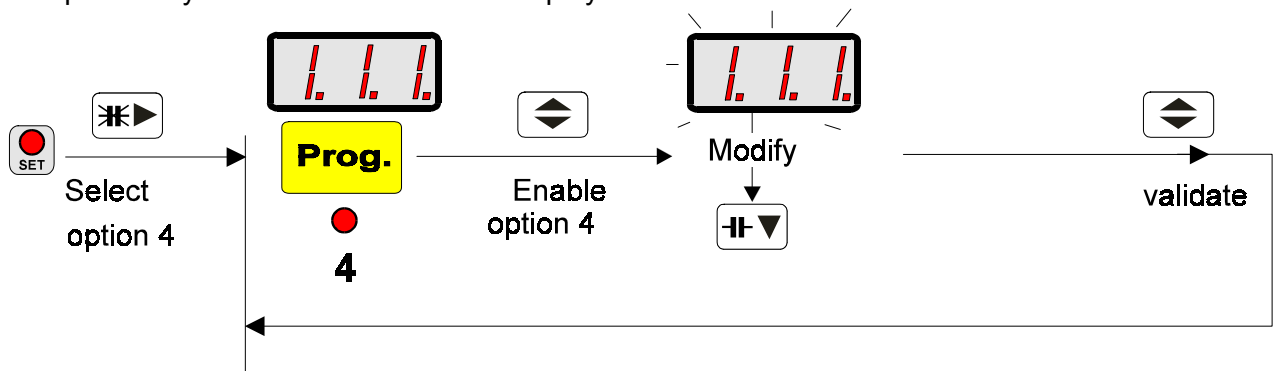 1.1.1.
1.1.1.
SET
Prog.
Modify
Select
option 4
Enable
option 4
validate
4